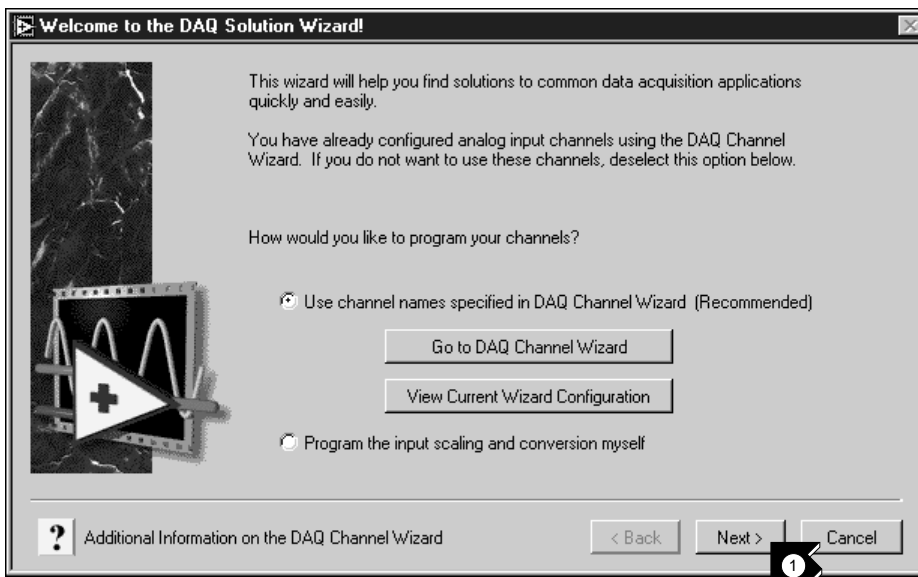 Welcome to the DAQ Solution Wizard!
This wizard will help you find solutions to common data acquisition applications
quickly and easily.
You have already configured analog input channels using the DAQ Channel
Wizard. If you do not want to use these channels, deselect this option below.
How would you like to program your channels?
Use channel names specified in DAQ Channel Wizard (Recommended)
Go to DAQ Channel Wizard
View Current Wizard Configuration
Program the input scaling and conversion myself
? Additional Information on the DAQ Channel Wizard
< Back
Next >
Cancel
1